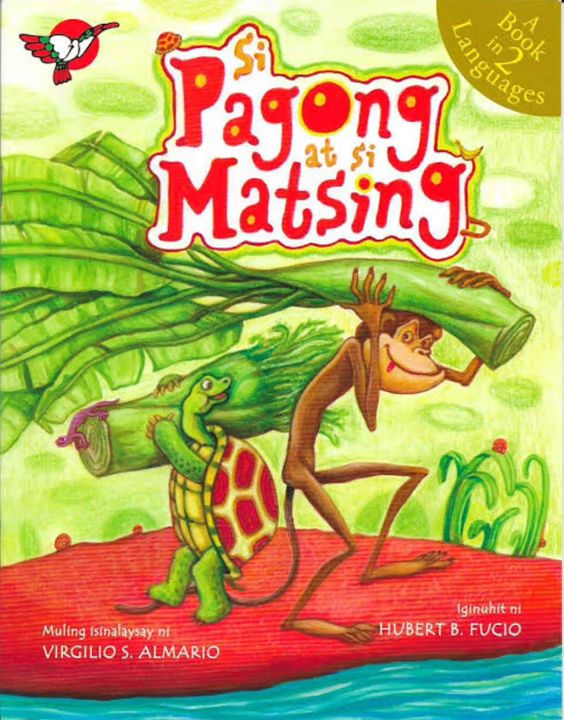 A
Book
in 2
Languages
Si
Pagong
at si
Matsing
Muling isinalaysay ni
VIRGILIO S. ALMARIO
Iginuhit ni
HUBERT B. FUCIO